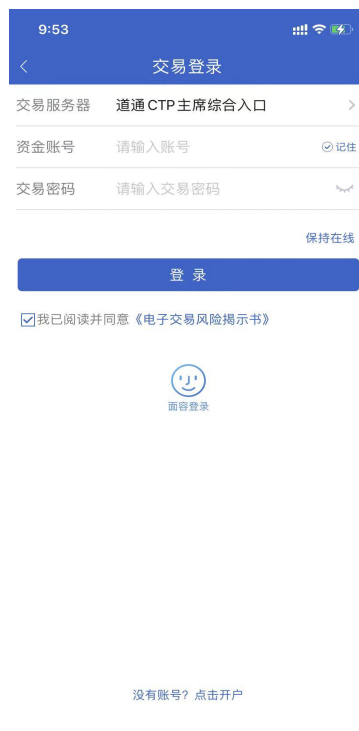 9:53
交易登录
交易服务器 道通CTP主席综合入口
资金账号 请输入账号 记住
交易密码 请输入交易密码
保持在线
登 录
我已阅读并同意《电子交易风险揭示书》
面容登录
没有账号？点击开户